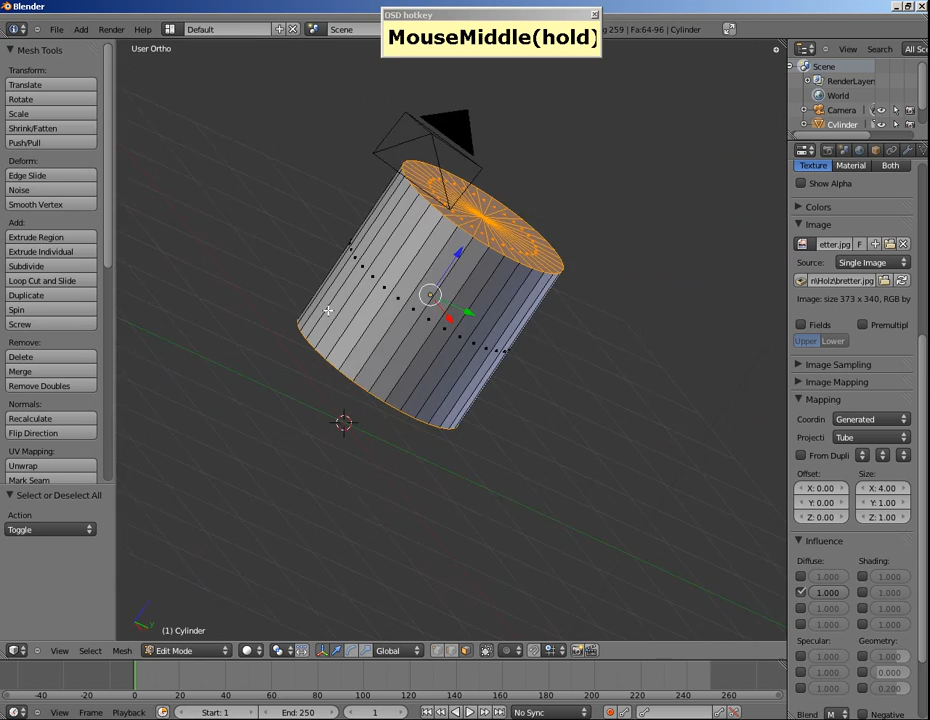 Blender
OSD hotkey
MouseMiddle(hold)
File Add Render Help Default Scene g 259 | Fa:64-96 | Cylinder
Mesh Tools
User Ortho
View Search All Sc
Transform:
Translate
Rotate
Scale
Shrink/Fatten
Push/Pull
Deform:
Edge Slide
Noise
Smooth Vertex
Add:
Extrude Region
Extrude Individual
Subdivide
Loop Cut and Slide
Duplicate
Spin
Screw
Remove:
Delete
Merge
Remove Doubles
Normals:
Recalculate
Flip Direction
UV Mapping:
Unwrap
Mark Seam
Select or Deselect All
Action
Toggle
Scene
RenderLayer
World
Camera
Cylinder
Texture Material Both
Show Alpha
Colors
Image
etter.jpg F
Source: Single Image
n\Holz\bretter.jpg
Image: size 373 x 340, RGB by
Fields Premultipl
Upper Lower
Image Sampling
Image Mapping
Mapping
Coordin Generated
Projecti Tube
From Dupli
Offset: Size:
X: 0.00 X: 4.00
Y: 0.00 Y: 1.00
Z: 0.00 Z: 1.00
Influence
Diffuse: Shading:
1.000 1.000
1.000 1.000
1.000 1.000
1.000 1.000
Specular: Geometry:
1.000 1.000
1.000 0.000
1.000 0.200
Blend M Negative
(1) Cylinder
View Select Mesh Edit Mode Global
-40 -20 0 20 40 60 80 100 120 140 160 180 200 220 240 260
View Frame Playback Start: 1 End: 250 1 No Sync